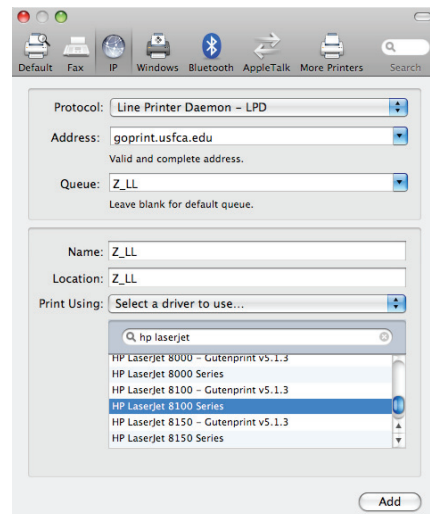 Default Fax IP Windows Bluetooth AppleTalk More Printers Search
Protocol: Line Printer Daemon – LPD
Address: goprint.usfca.edu
Valid and complete address.
Queue: Z_LL
Leave blank for default queue.
Name: Z_LL
Location: Z_LL
Print Using: Select a driver to use...
hp laserjet
HP LaserJet 8000 – Gutenprint v5.1.3
HP LaserJet 8000 Series
HP LaserJet 8100 – Gutenprint v5.1.3
HP LaserJet 8100 Series
HP LaserJet 8150 – Gutenprint v5.1.3
HP LaserJet 8150 Series
Add